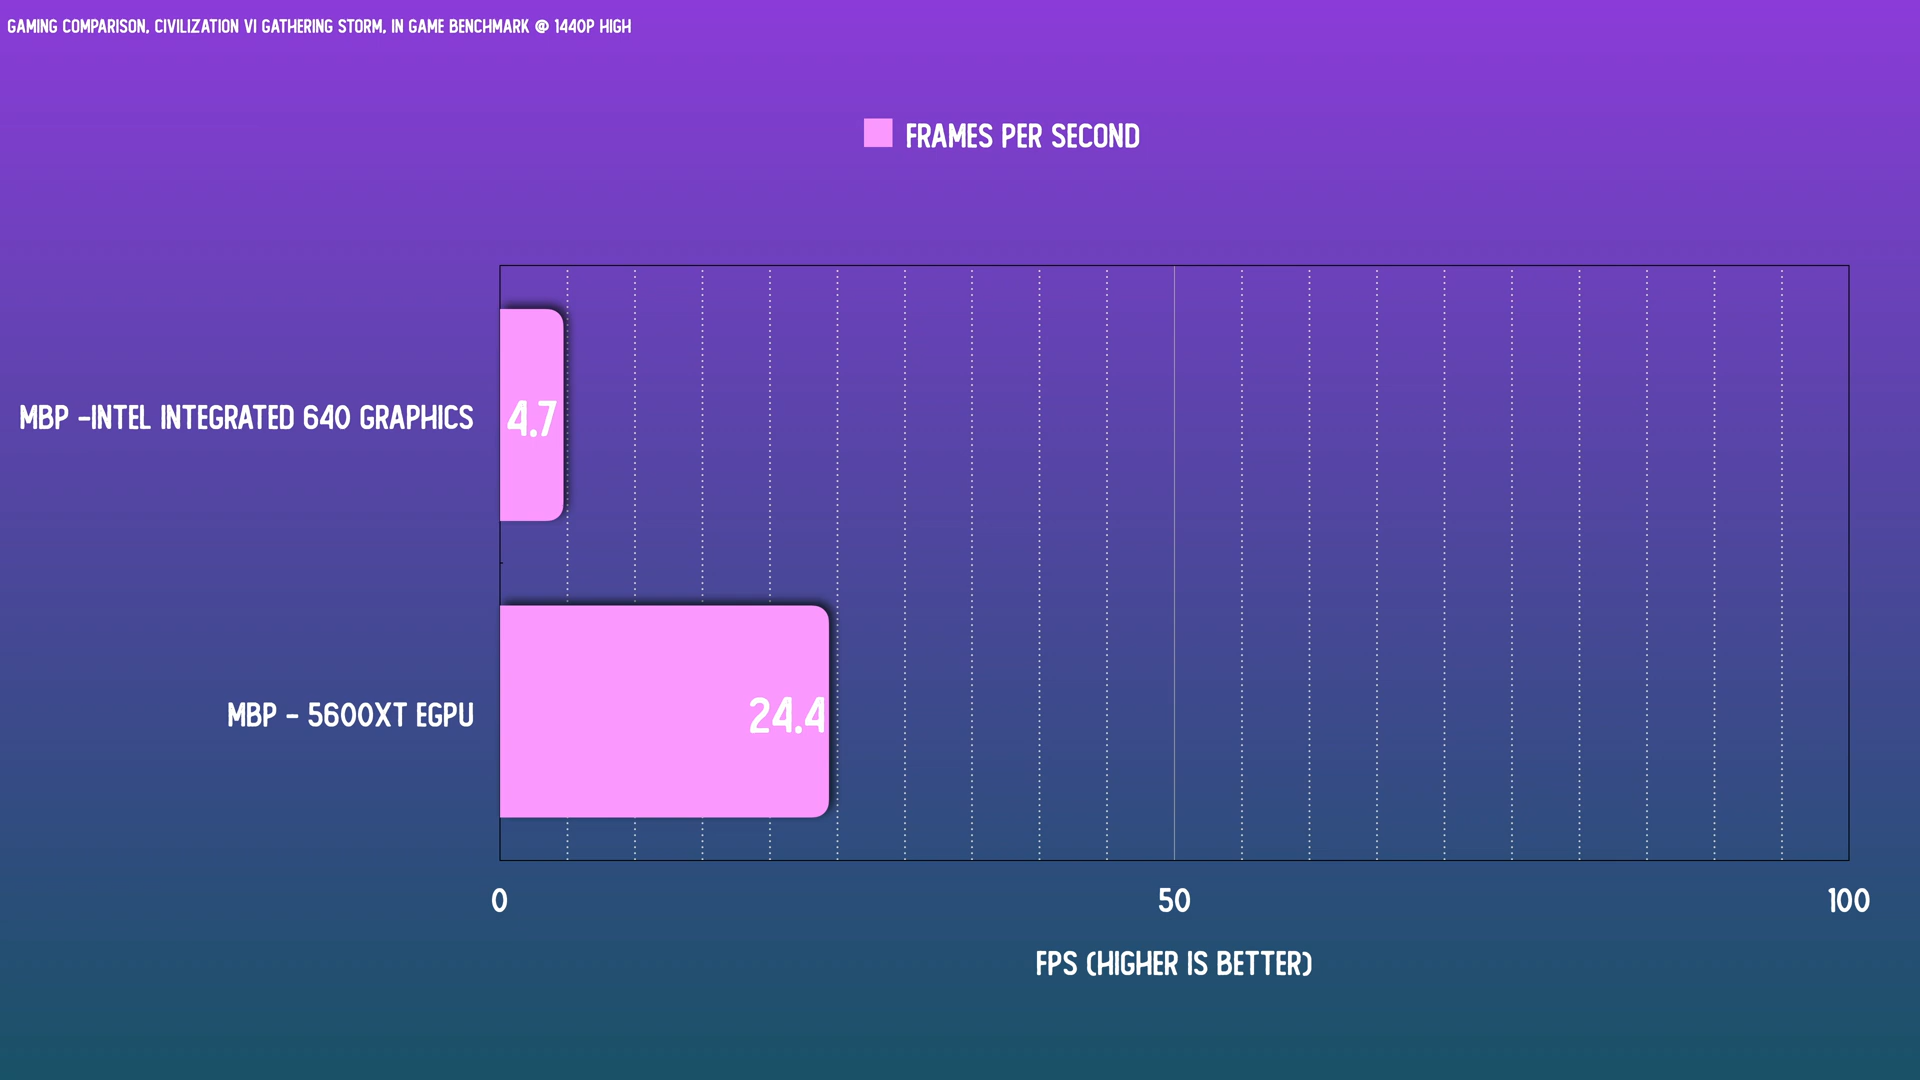 GAMING COMPARISON, CIVILIZATION VI GATHERING STORM, IN GAME BENCHMARK @ 1440P HIGH
FRAMES PER SECOND
MBP -INTEL INTEGRATED 640 GRAPHICS
4.7
MBP - 5600XT EGPU
24.4
0
50
100
FPS (HIGHER IS BETTER)